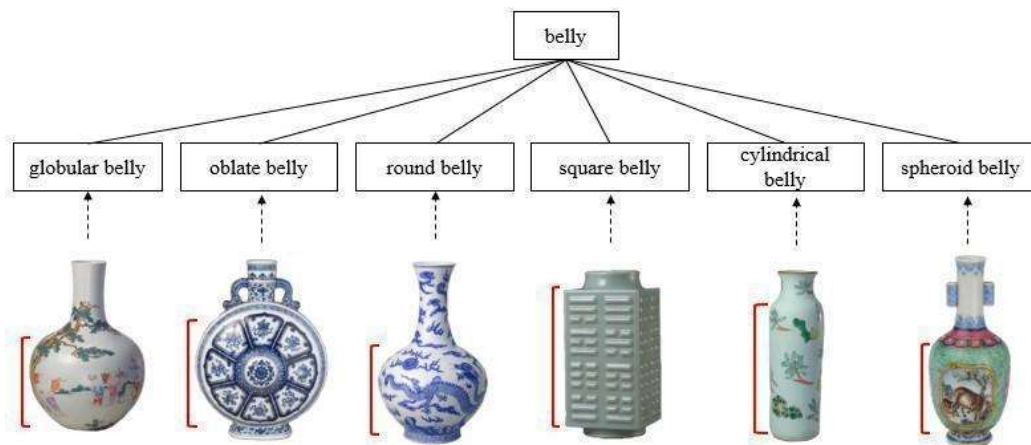 belly
globular belly
oblate belly
round belly
square belly
cylindrical
belly
spheroid belly